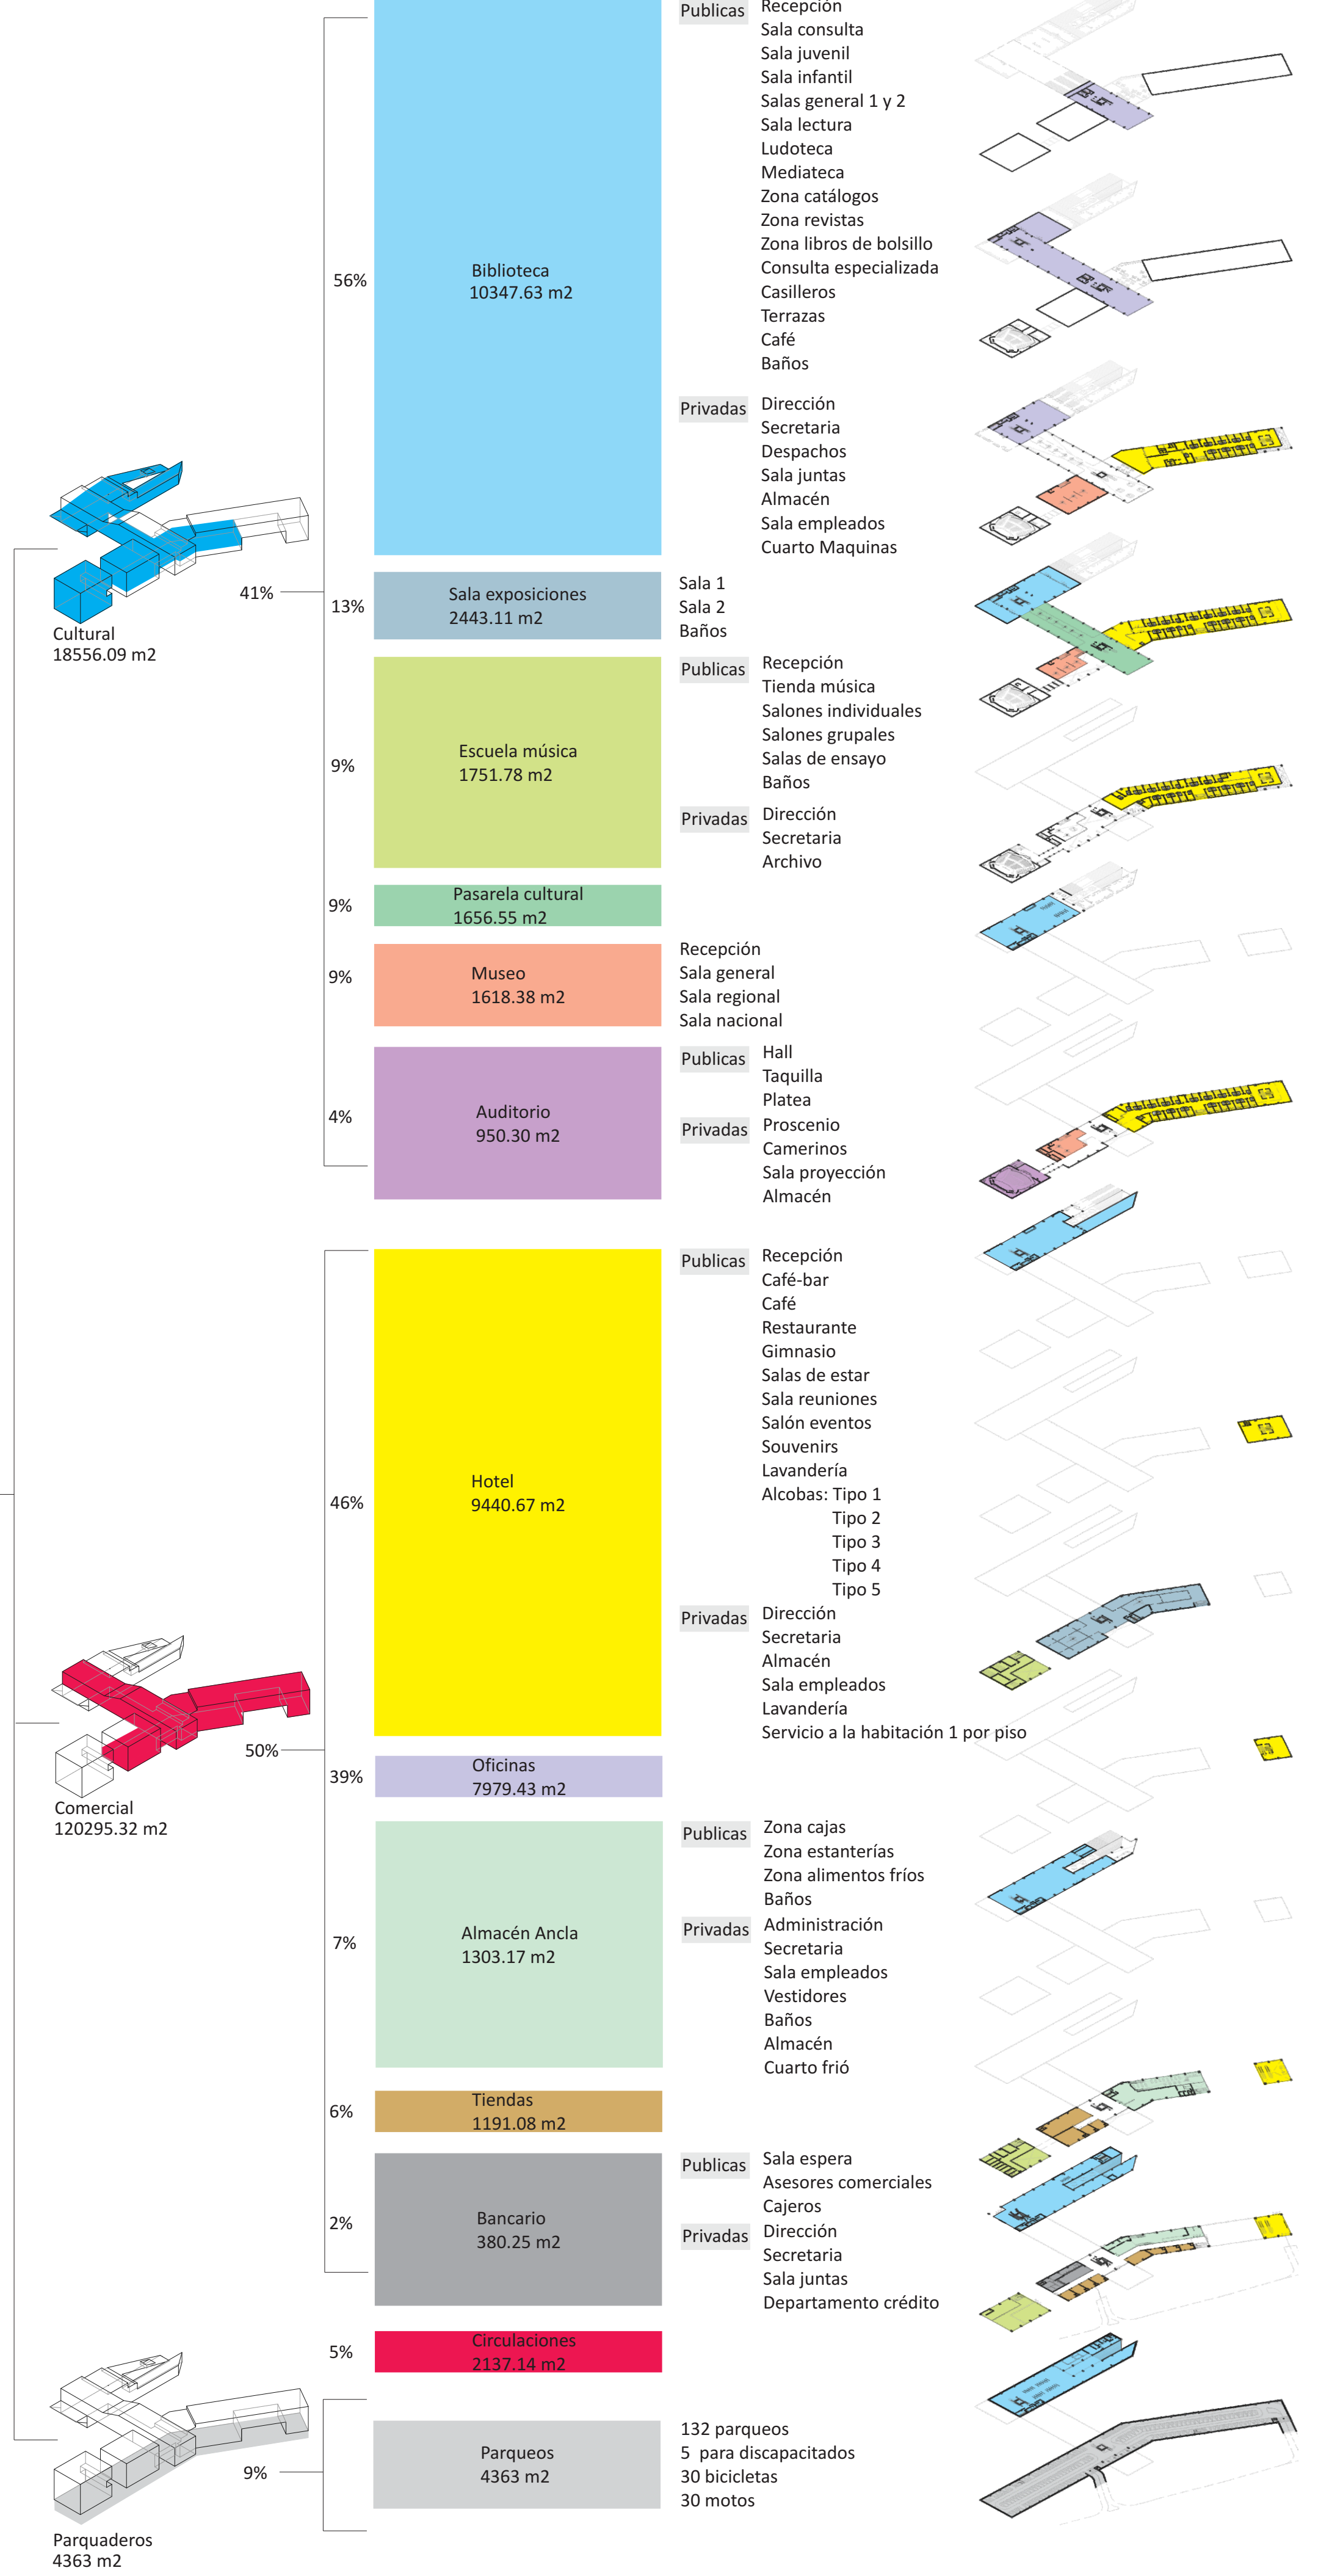 Publicas
Recepción
Sala consulta
Sala juvenil
Sala infantil
Salas general 1 y 2
Sala lectura
Ludoteca
Mediateca
Zona catálogos
Zona revistas
Zona libros de bolsillo
Consulta especializada
Casilleros
Terrazas
Café
Baños
56%
Biblioteca
10347.63 m2
Privadas
Dirección
Secretaria
Despachos
Sala juntas
Almacén
Sala empleados
Cuarto Maquinas
41%
Cultural
18556.09 m2
13%
Sala exposiciones
2443.11 m2
Sala 1
Sala 2
Baños
9%
Escuela música
1751.78 m2
Publicas
Recepción
Tienda música
Salones individuales
Salones grupales
Salas de ensayo
Baños
Privadas
Dirección
Secretaria
Archivo
9%
Pasarela cultural
1656.55 m2
9%
Museo
1618.38 m2
Recepción
Sala general
Sala regional
Sala nacional
4%
Auditorio
950.30 m2
Publicas
Hall
Taquilla
Platea
Privadas
Proscenio
Camerinos
Sala proyección
Almacén
46%
Hotel
9440.67 m2
Publicas
Recepción
Café-bar
Café
Restaurante
Gimnasio
Salas de estar
Sala reuniones
Salón eventos
Souvenirs
Lavandería
Alcobas: Tipo 1
Tipo 2
Tipo 3
Tipo 4
Tipo 5
Privadas
Dirección
Secretaria
Almacén
Sala empleados
Lavandería
Servicio a la habitación 1 por piso
50%
Comercial
120295.32 m2
39%
Oficinas
7979.43 m2
7%
Almacén Ancla
1303.17 m2
Publicas
Zona cajas
Zona estanterías
Zona alimentos fríos
Baños
Privadas
Administración
Secretaria
Sala empleados
Vestidores
Baños
Almacén
Cuarto frió
6%
Tiendas
1191.08 m2
2%
Bancario
380.25 m2
Publicas
Sala espera
Asesores comerciales
Cajeros
Privadas
Dirección
Secretaria
Sala juntas
Departamento crédito
5%
Circulaciones
2137.14 m2
9%
Parqueos
4363 m2
132 parqueos
5 para discapacitados
30 bicicletas
30 motos
Parquaderos
4363 m2